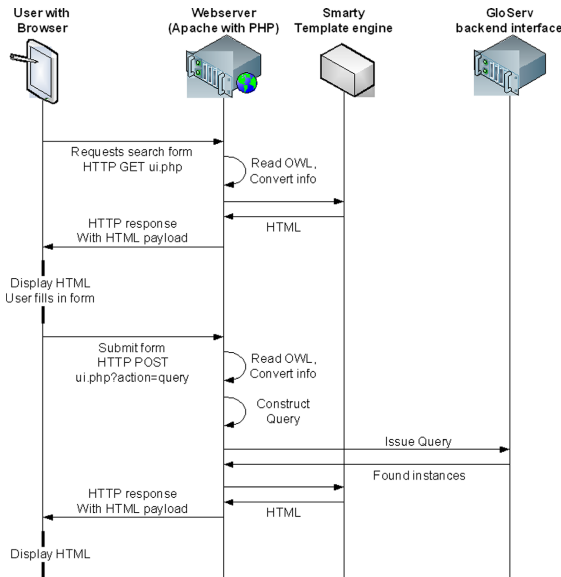 User with
Browser
Webserver
(Apache with PHP)
Smarty
Template engine
GloServ
backend interface
Requests search form
HTTP GET ui.php
Read OWL,
Convert info
HTML
HTTP response
With HTML payload
Display HTML
User fills in form
Submit form
HTTP POST
ui.php?action=query
Read OWL,
Convert info
Construct
Query
Issue Query
Found instances
HTTP response
With HTML payload
HTML
Display HTML